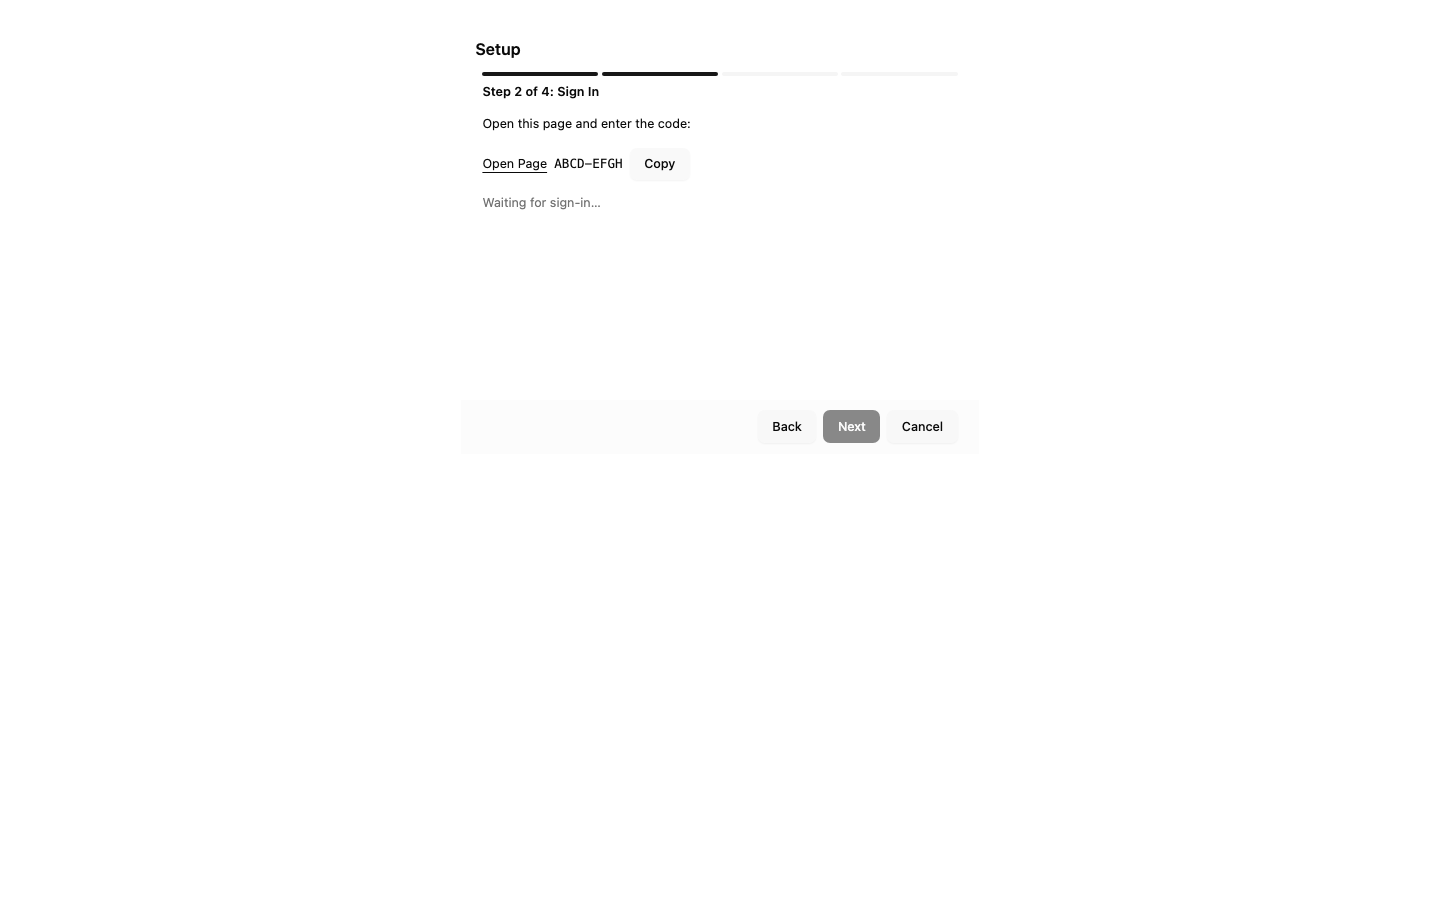 Setup
Step 2 of 4: Sign In
Open this page and enter the code:
Open Page ABCD-EFGH Copy
Waiting for sign-in…
Back Next Cancel